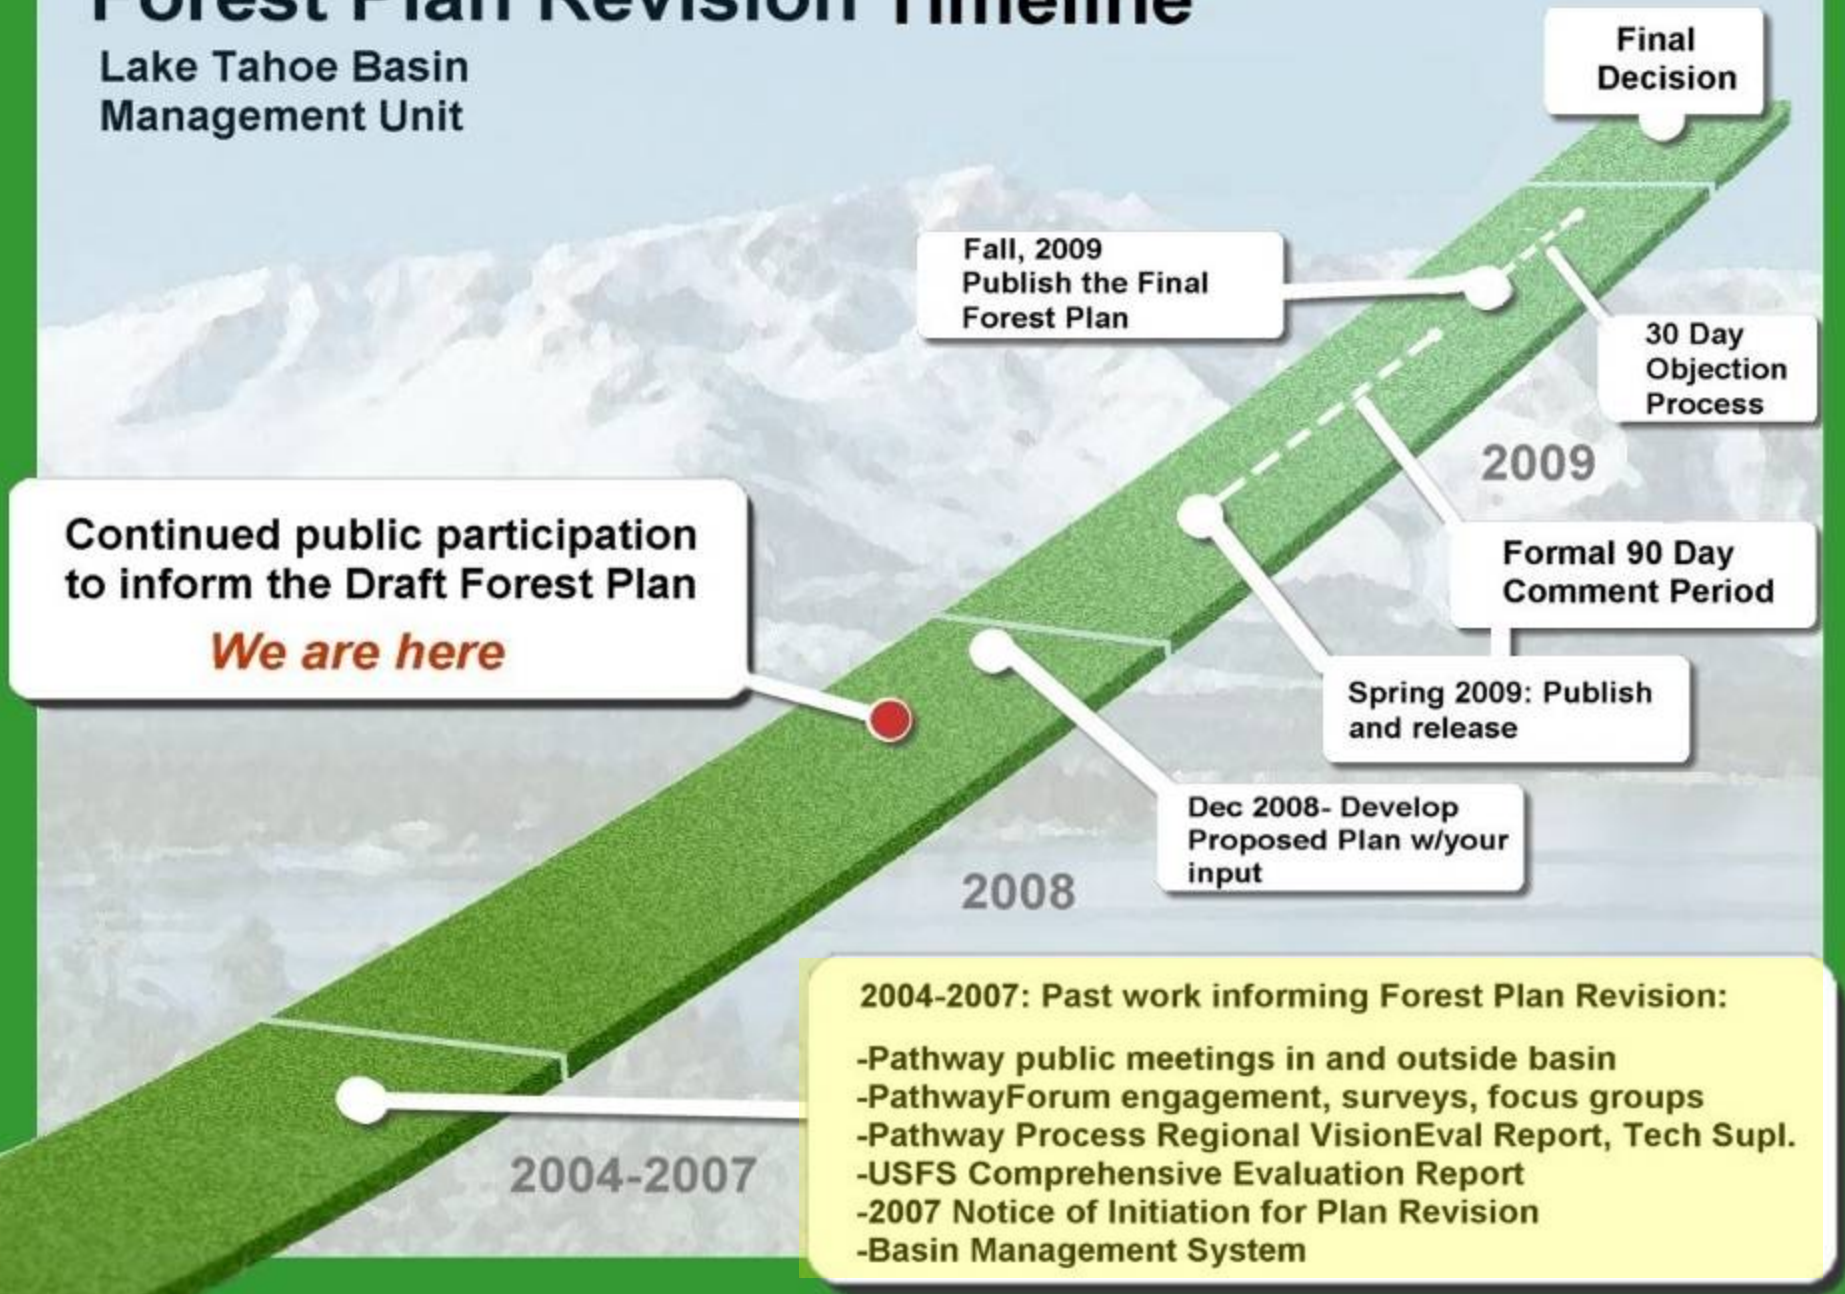 Forest Plan Revision Timeline
Lake Tahoe Basin
Management Unit
Final
Decision
Fall, 2009
Publish the Final
Forest Plan
30 Day
Objection
Process
2009
Continued public participation
to inform the Draft Forest Plan
We are here
Formal 90 Day
Comment Period
Spring 2009: Publish
and release
Dec 2008- Develop
Proposed Plan w/your
input
2008
2004-2007: Past work informing Forest Plan Revision:
-Pathway public meetings in and outside basin
-PathwayForum engagement, surveys, focus groups
-Pathway Process Regional VisionEval Report, Tech Supl.
-USFS Comprehensive Evaluation Report
-2007 Notice of Initiation for Plan Revision
-Basin Management System
2004-2007